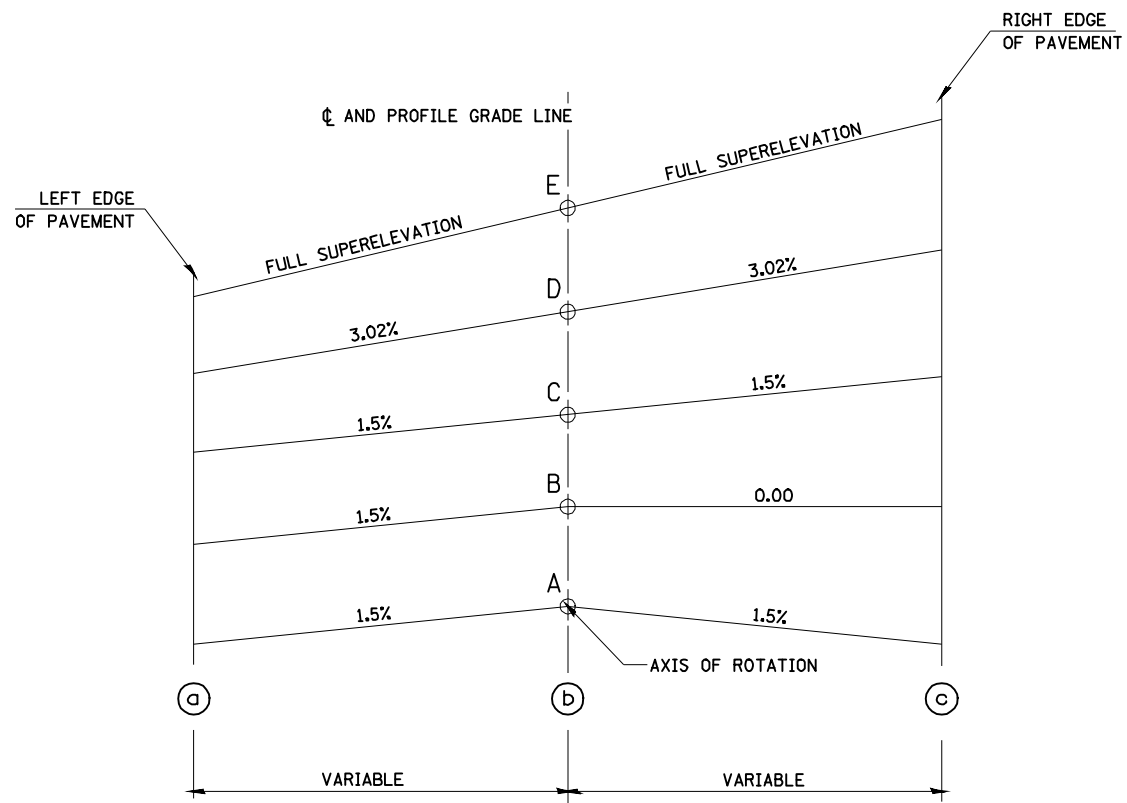 RIGHT EDGE
OF PAVEMENT
℄ AND PROFILE GRADE LINE
FULL SUPERELEVATION
E
LEFT EDGE
OF PAVEMENT
FULL SUPERELEVATION
D
3.02%
3.02%
C
1.5%
1.5%
B
0.00
1.5%
A
1.5%
1.5%
AXIS OF ROTATION
a
b
c
VARIABLE
VARIABLE